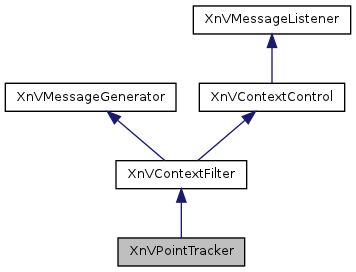 XnVMessageListener
XnVMessageGenerator
XnVContextControl
XnVContextFilter
XnVPointTracker